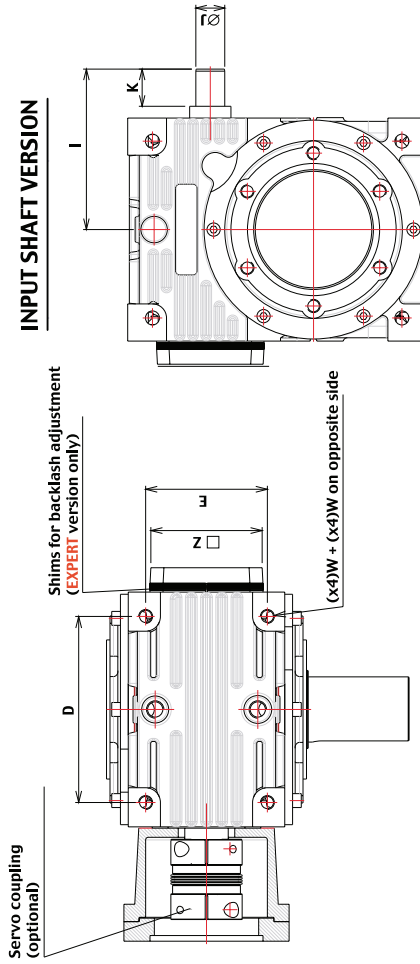 INPUT SHAFT VERSION
I
K
ØJ
Shims for backlash adjustment
(EXPERT version only)
E
Z □
(x4)W + (x4)W on opposite side
D
Servo coupling
(optional)